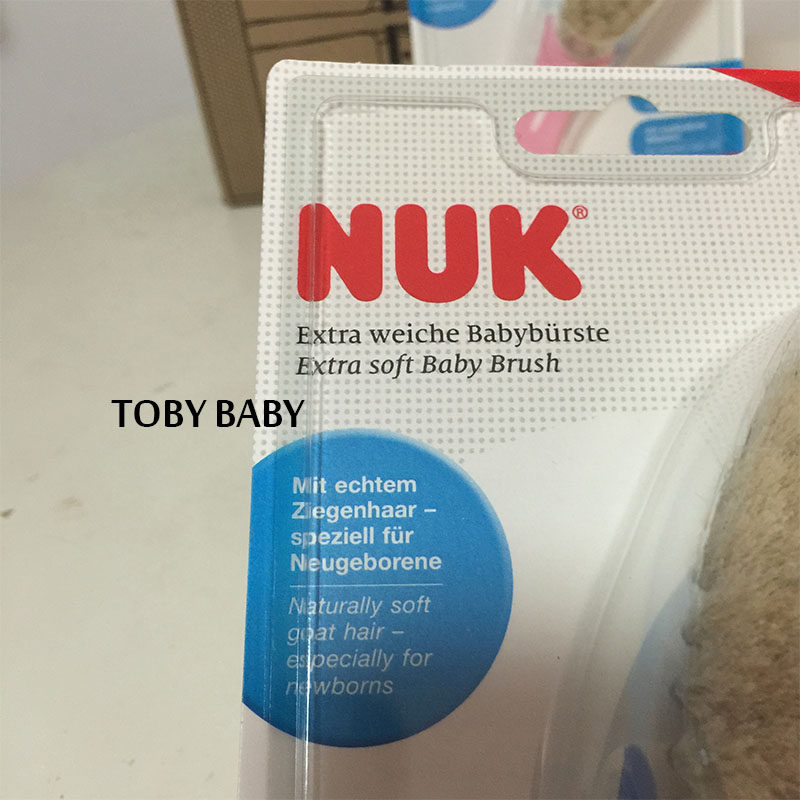 NUK®
Extra weiche Babybürste
Extra soft Baby Brush
TOBY BABY
Mit echtem
Ziegenhaar –
speziell für
Neugeborene
Naturally soft
goat hair –
especially for
newborns